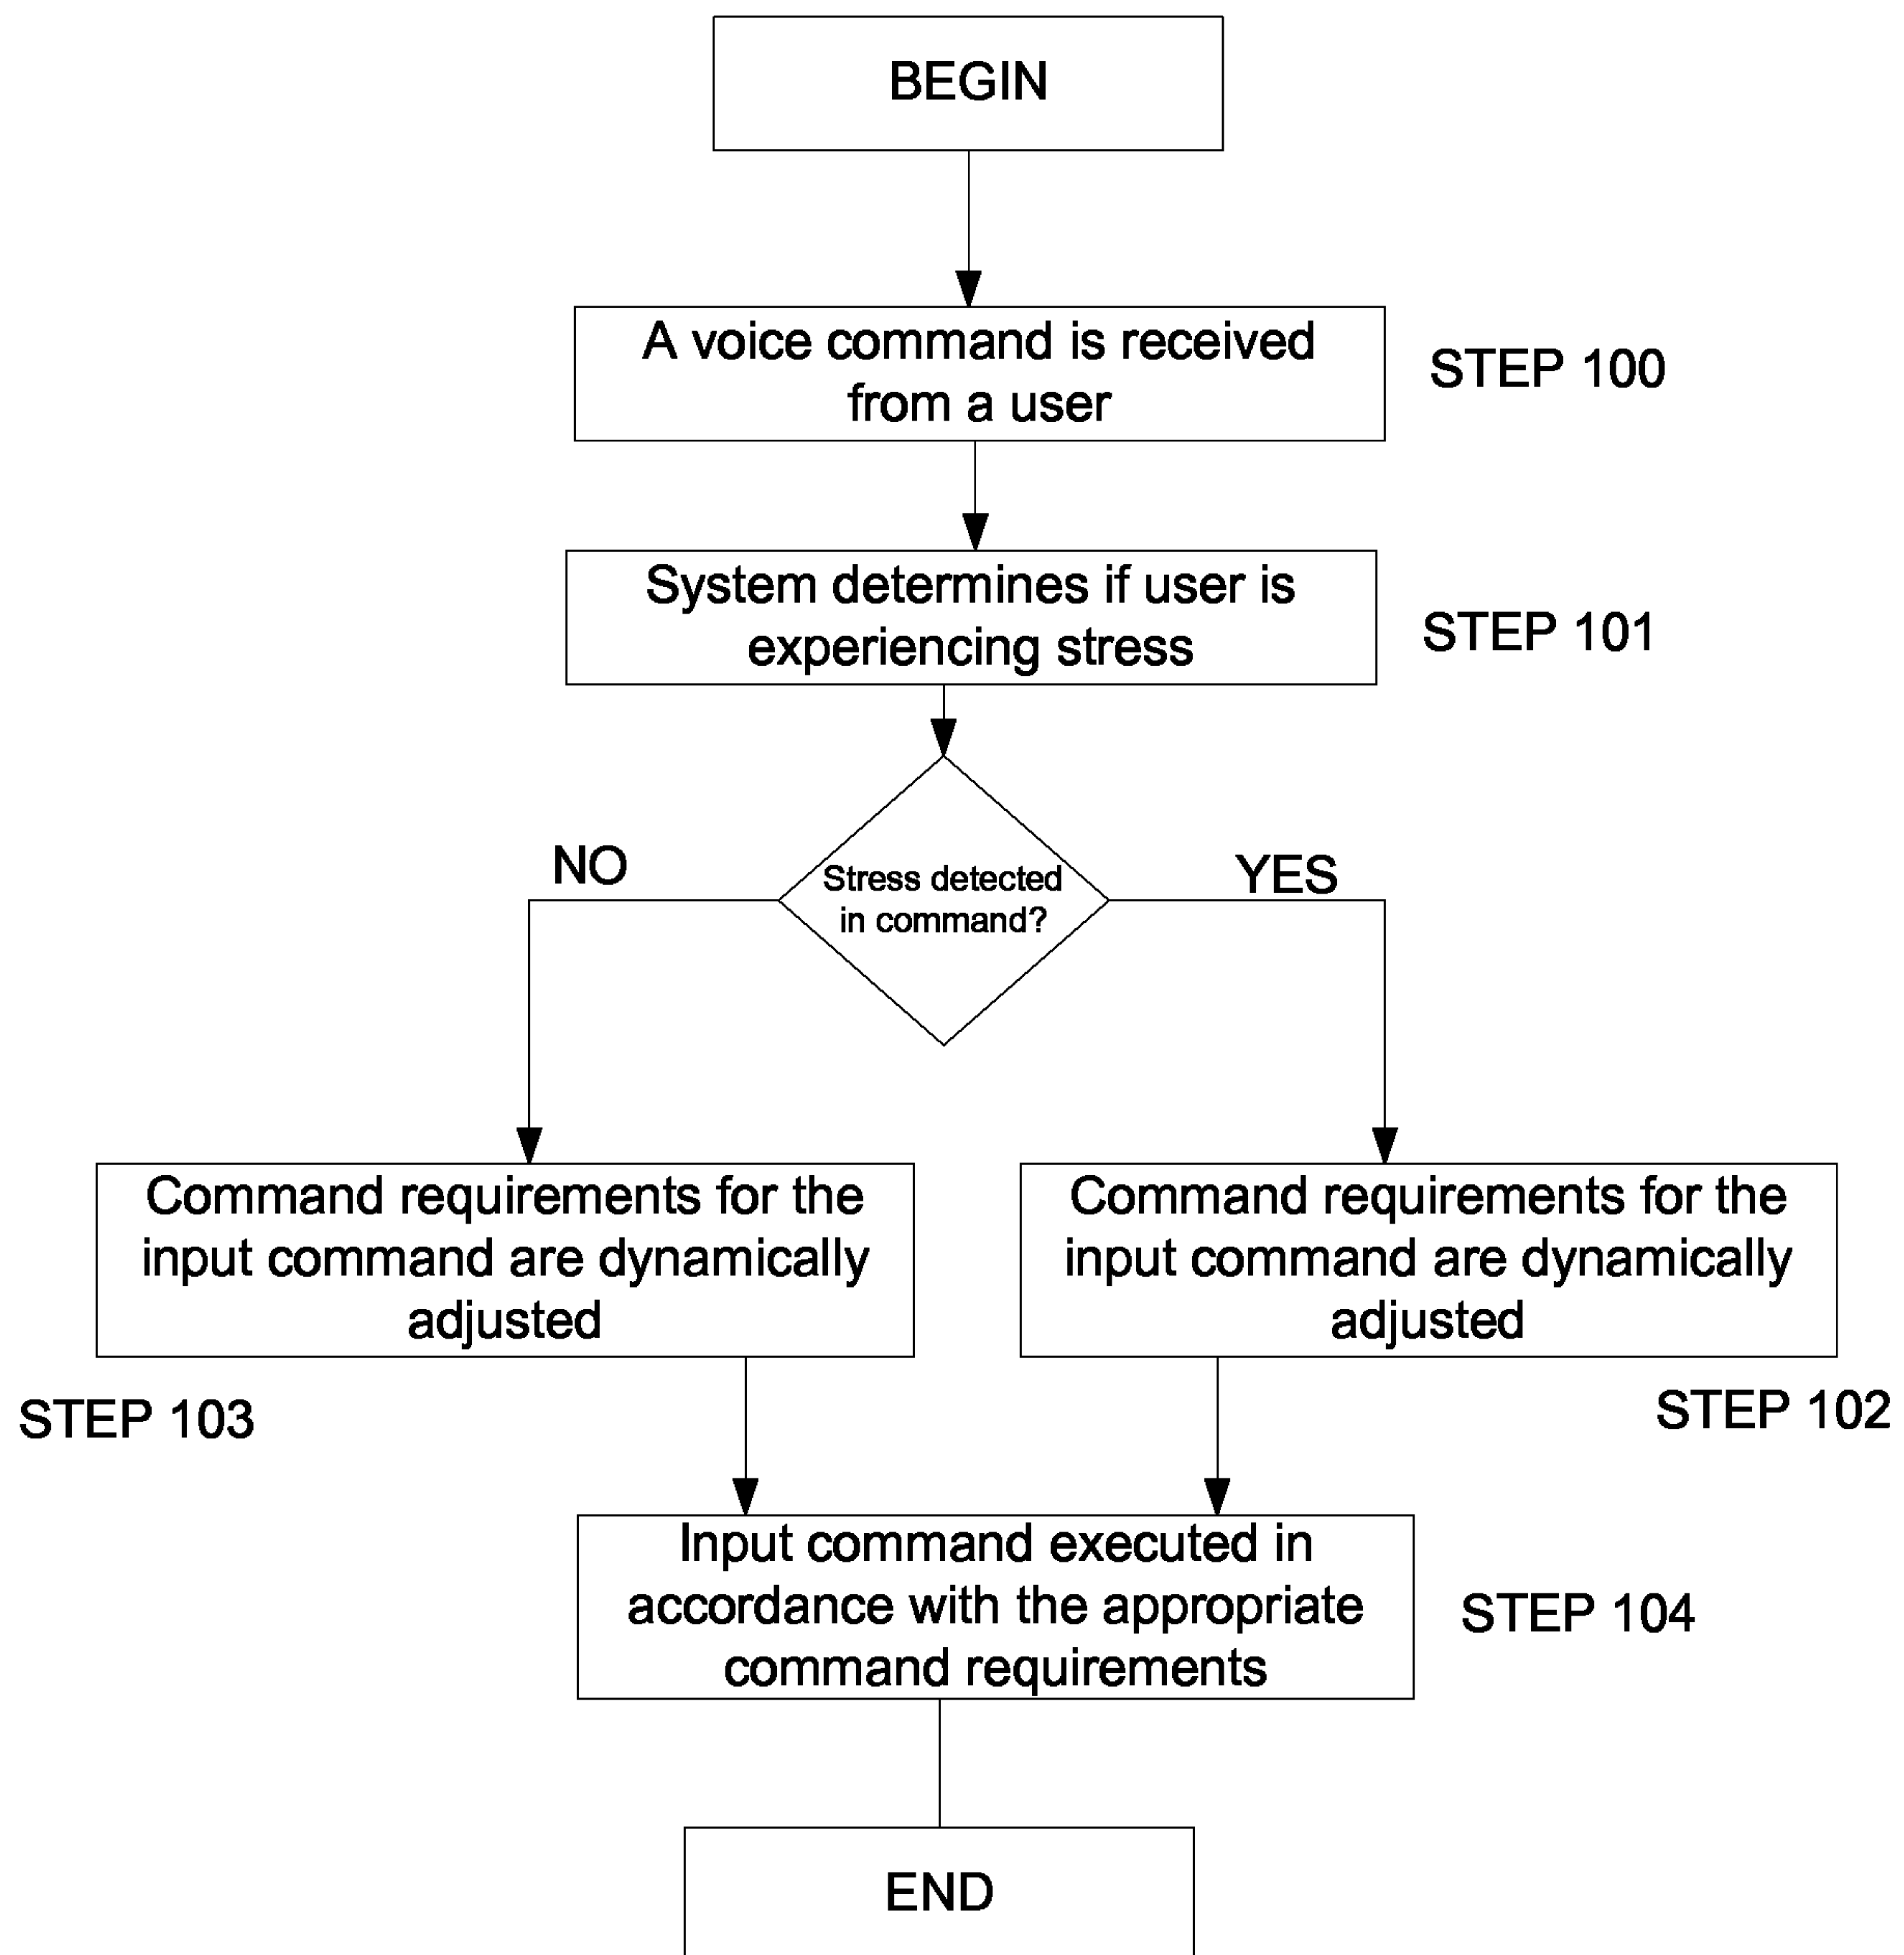 BEGIN
A voice command is received
from a user
STEP 100
System determines if user is
experiencing stress
STEP 101
Stress detected
in command?
NO
YES
Command requirements for the
input command are dynamically
adjusted
STEP 103
Command requirements for the
input command are dynamically
adjusted
STEP 102
Input command executed in
accordance with the appropriate
command requirements
STEP 104
END